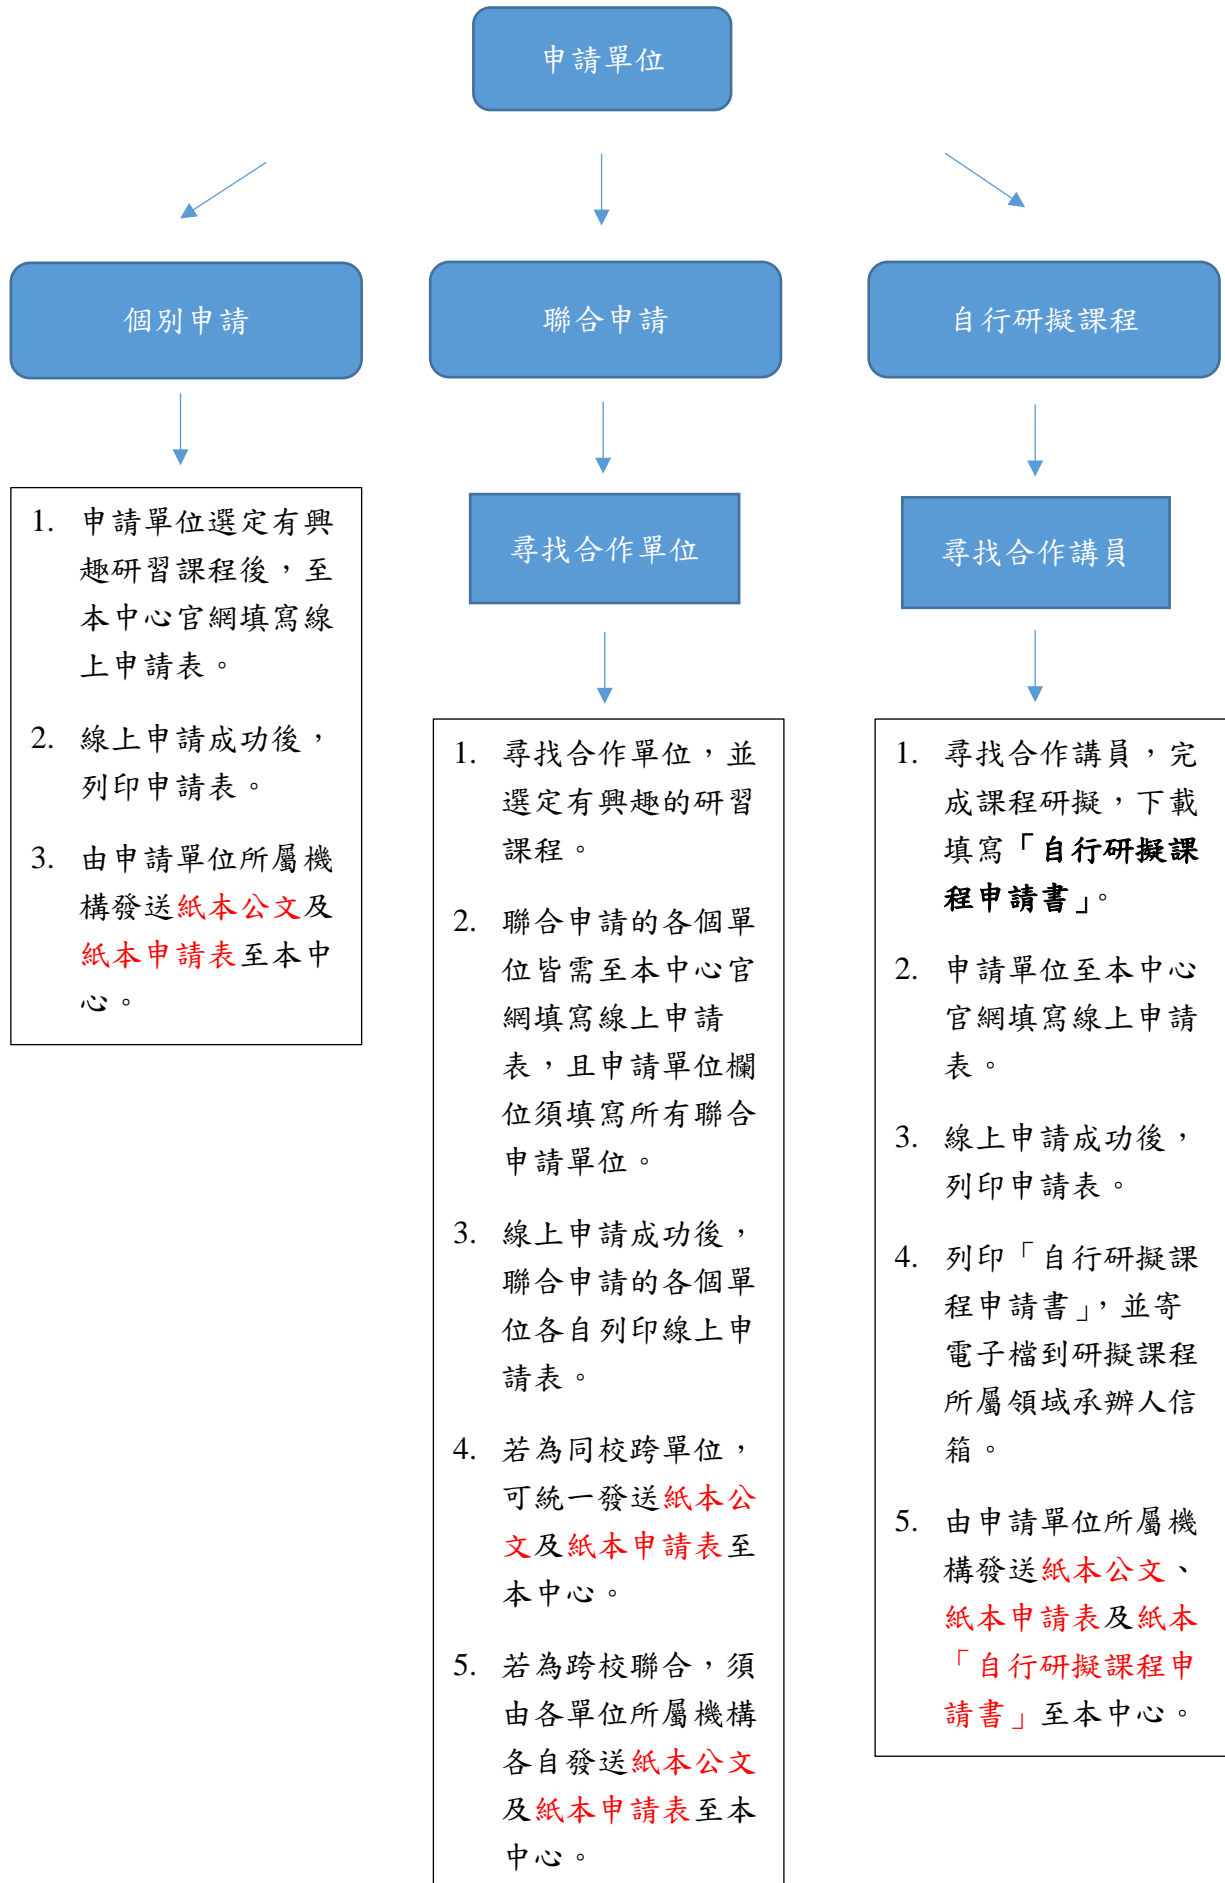 申請單位
個別申請
聯合申請
自行研擬課程
1. 申請單位選定有興
趣研習課程後，至
本中心官網填寫線
上申請表。
2. 線上申請成功後，
列印申請表。
3. 由申請單位所屬機
構發送紙本公文及
紙本申請表至本中
心。
尋找合作單位
1. 尋找合作單位，並
選定有興趣的研習
課程。
2. 聯合申請的各個單
位皆需至本中心官
網填寫線上申請
表，且申請單位欄
位須填寫所有聯合
申請單位。
3. 線上申請成功後，
聯合申請的各個單
位各自列印線上申
請表。
4. 若為同校跨單位，
可統一發送紙本公
文及紙本申請表至
本中心。
5. 若為跨校聯合，須
由各單位所屬機構
各自發送紙本公文
及紙本申請表至本
中心。
尋找合作講員
1. 尋找合作講員，完
成課程研擬，下載
填寫「自行研擬課
程申請書」。
2. 申請單位至本中心
官網填寫線上申請
表。
3. 線上申請成功後，
列印申請表。
4. 列印「自行研擬課
程申請書」，並寄
電子檔到研擬課程
所屬領域承辦人信
箱。
5. 由申請單位所屬機
構發送紙本公文、
紙本申請表及紙本
「自行研擬課程申
請書」至本中心。